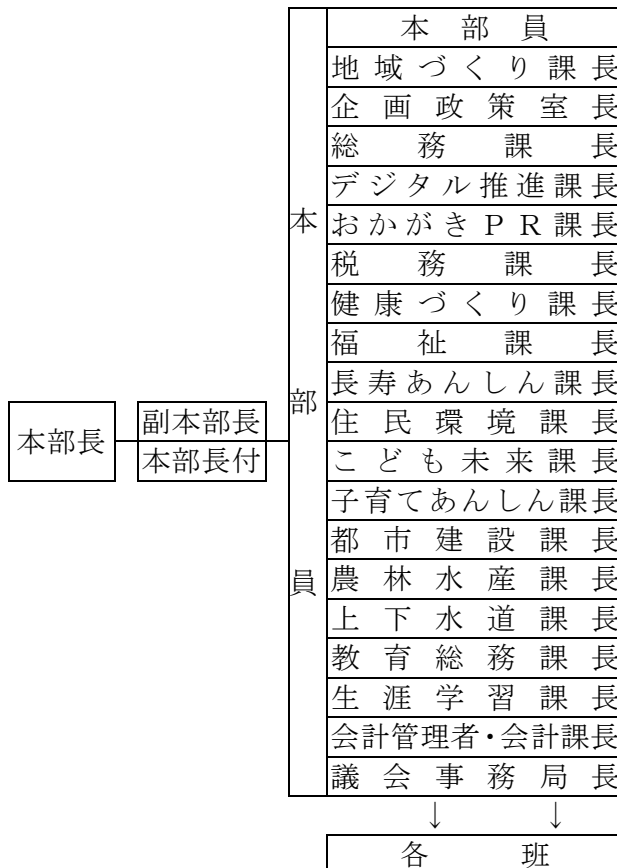 本部長
副本部長
本部長付
本部員
本部員
地域づくり課長
企画政策室長
総務課長
デジタル推進課長
おかがきＰＲ課長
税務課長
健康づくり課長
福祉課長
長寿あんしん課長
住民環境課長
こども未来課長
子育てあんしん課長
都市建設課長
農林水産課長
上下水道課長
教育総務課長
生涯学習課長
会計管理者・会計課長
議会事務局長
↓ ↓
各班